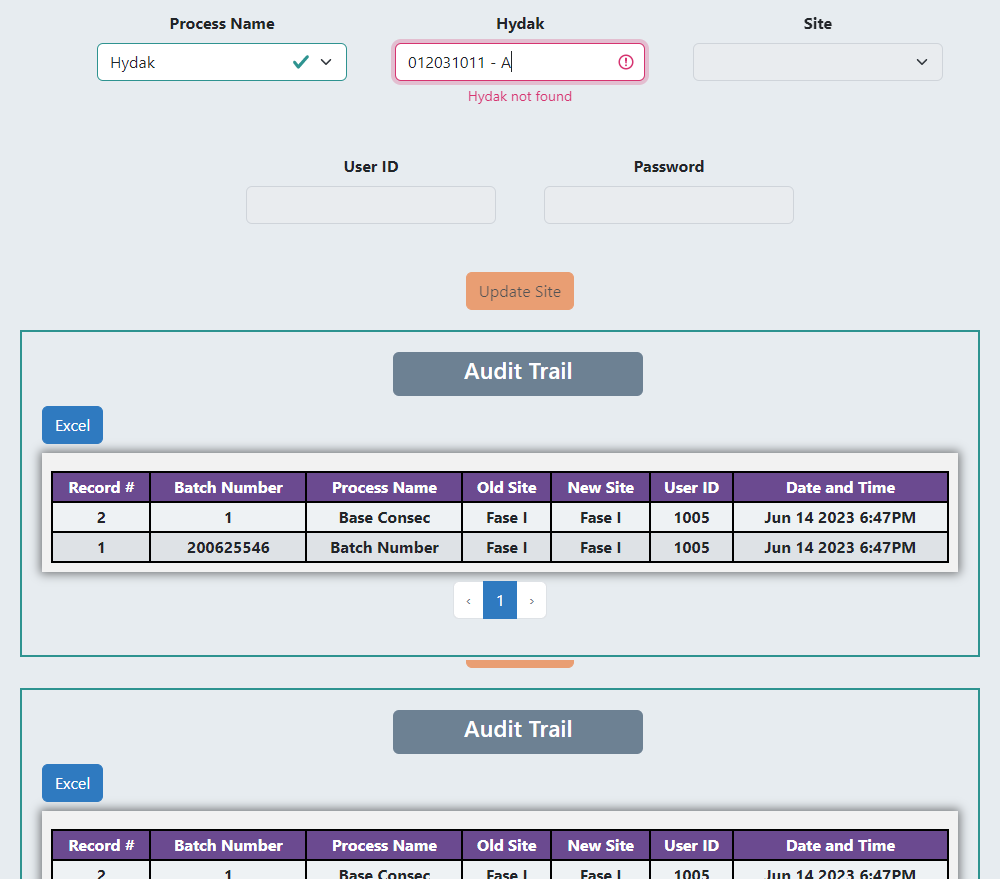 Process Name Hydak Site
Hydak 012031011 - A
Hydak not found
User ID Password
Update Site
Audit Trail
Excel
Record # Batch Number Process Name Old Site New Site User ID Date and Time
2 1 Base Consec Fase I Fase I 1005 Jun 14 2023 6:47PM
1 200625546 Batch Number Fase I Fase I 1005 Jun 14 2023 6:47PM
‹ 1 ›
Audit Trail
Excel
Record # Batch Number Process Name Old Site New Site User ID Date and Time
2 1 Base Consec Fase I Fase I 1005 Jun 14 2023 6:47PM